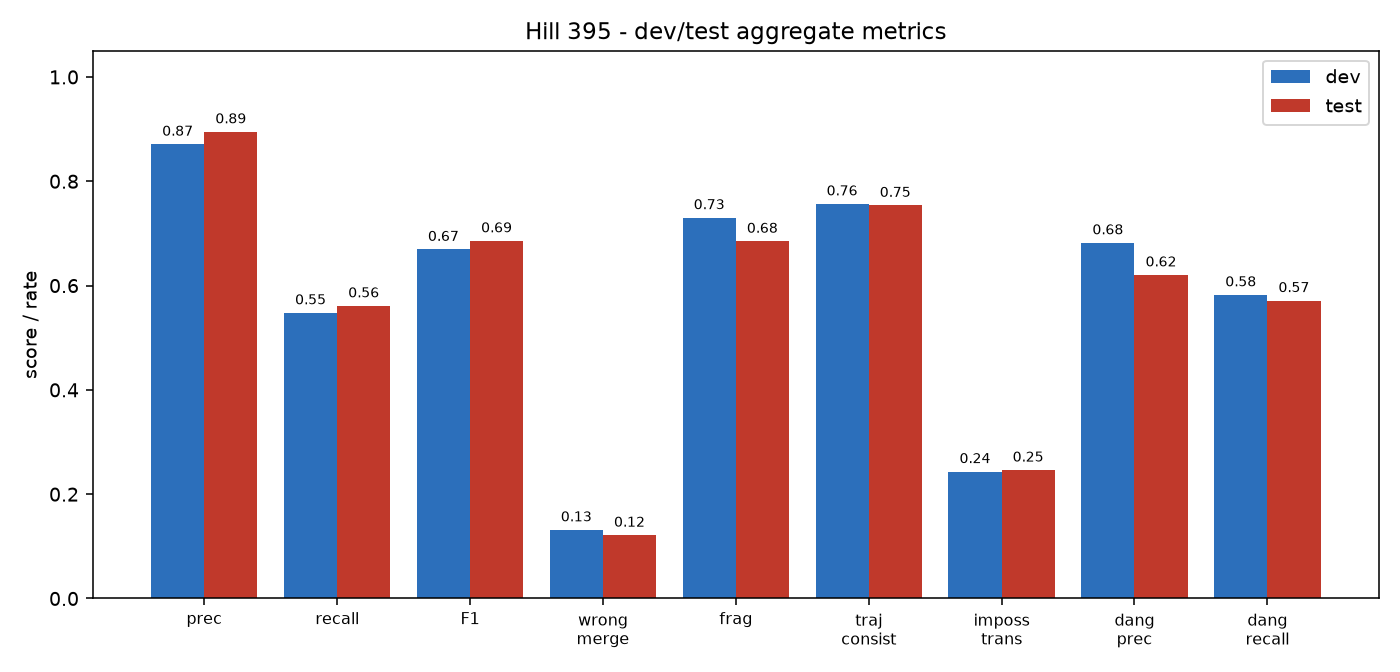 Hill 395 - dev/test aggregate metrics
dev
test
score / rate
1.0
0.8
0.6
0.4
0.2
0.0
0.87
0.89
0.55
0.56
0.67
0.69
0.13
0.12
0.73
0.68
0.76
0.75
0.24
0.25
0.68
0.62
0.58
0.57
prec
recall
F1
wrong
merge
frag
traj
consist
imposs
trans
dang
prec
dang
recall